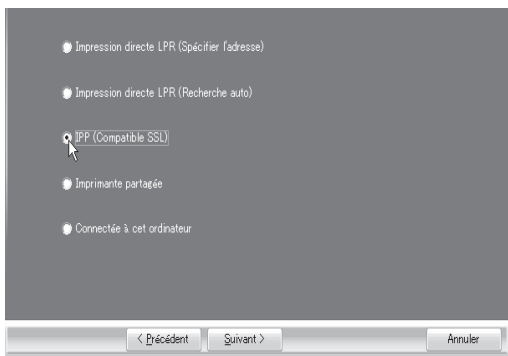 Impression directe LPR (Spécifier l'adresse)
Impression directe LPR (Recherche auto)
IPP (Compatible SSL)
Imprimante partagée
Connectée à cet ordinateur
< Précédent Suivant > Annuler